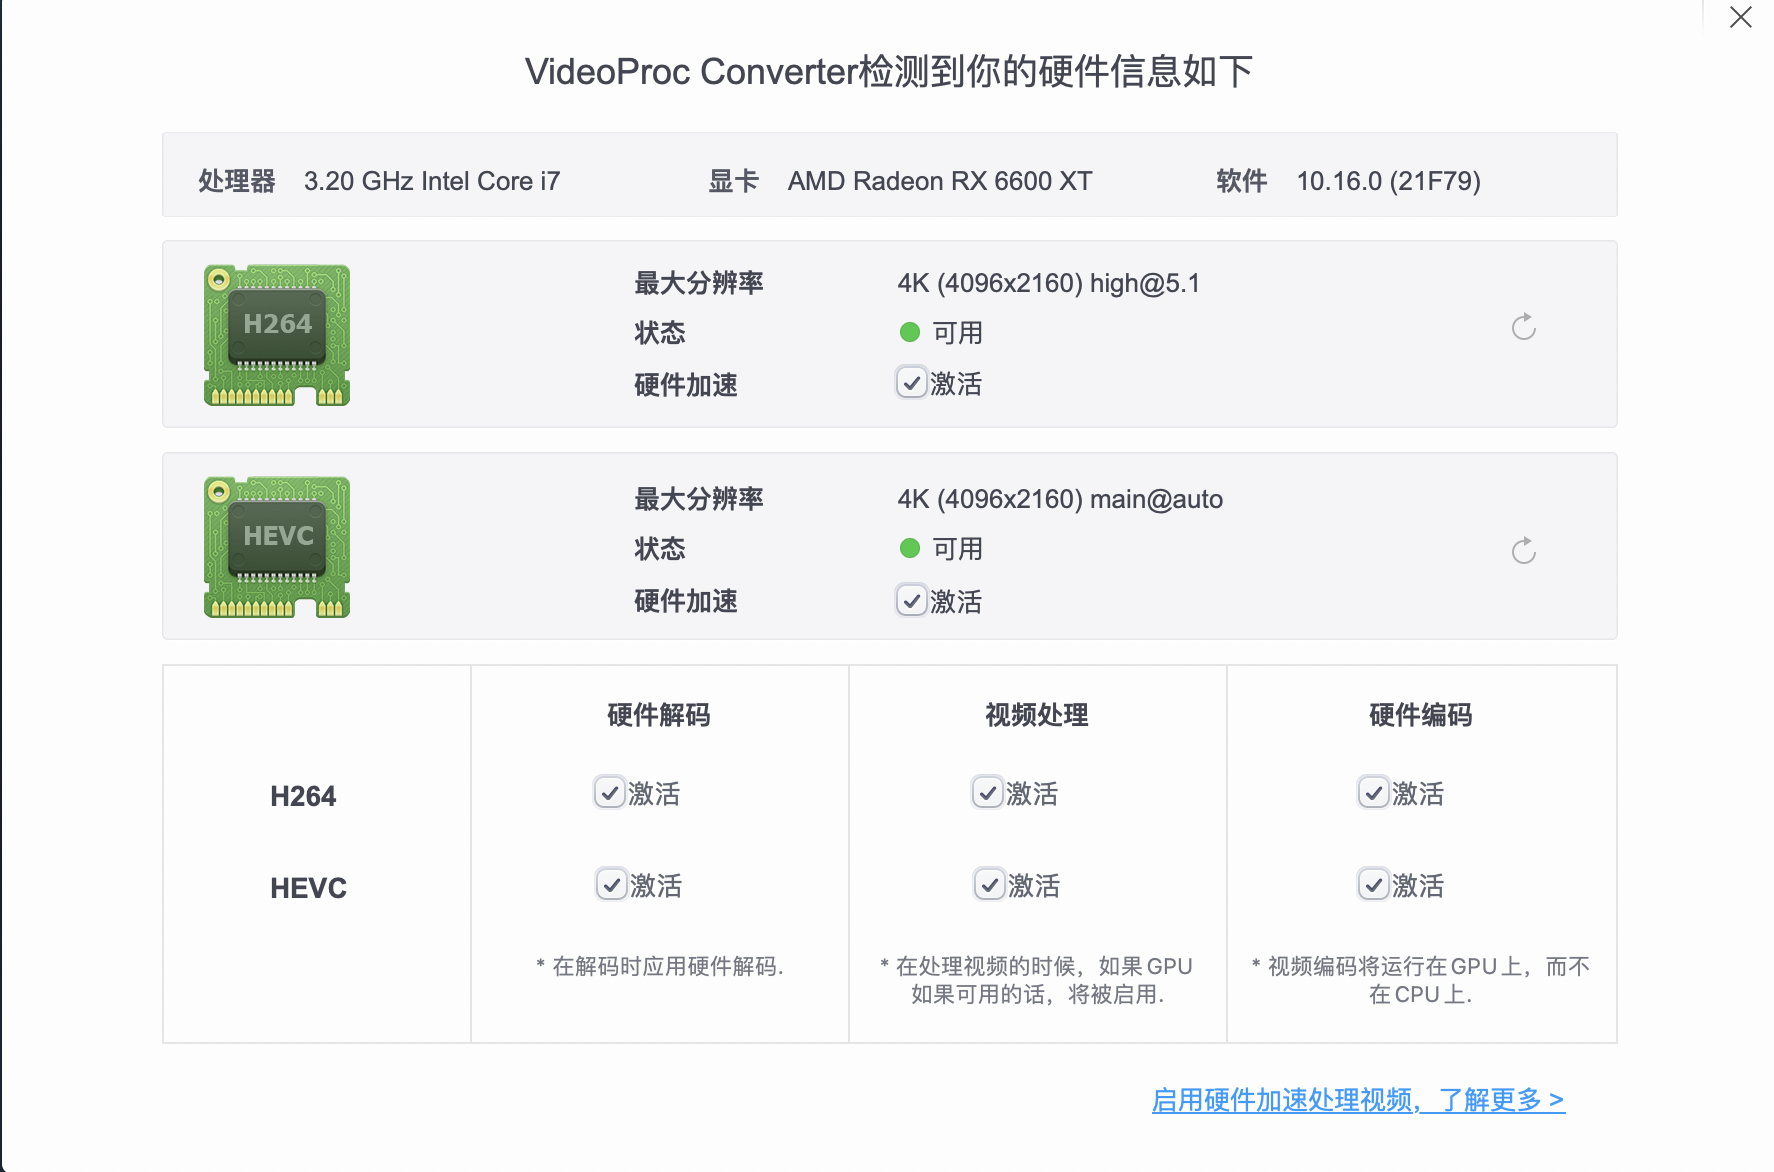 VideoProc Converter检测到你的硬件信息如下
处理器 3.20 GHz Intel Core i7 显卡 AMD Radeon RX 6600 XT 软件 10.16.0 (21F79)
H264
最大分辨率 4K (4096x2160) high@5.1
状态 可用
硬件加速 激活
HEVC
最大分辨率 4K (4096x2160) main@auto
状态 可用
硬件加速 激活
硬件解码 视频处理 硬件编码
H264 激活 激活 激活
HEVC 激活 激活 激活
* 在解码时应用硬件解码.
* 在处理视频的时候，如果GPU
如果可用的话，将被启用.
* 视频编码将运行在GPU上，而不
在CPU上.
启用硬件加速处理视频，了解更多 >